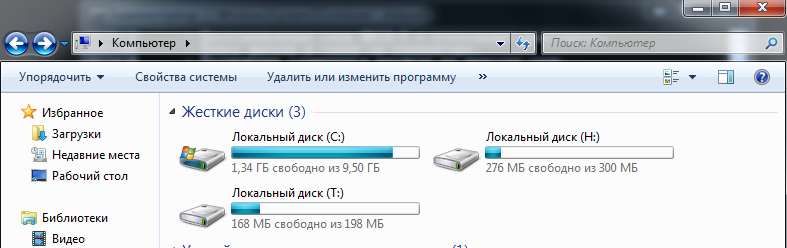 Компьютер
Поиск: Компьютер
Упорядочить Свойства системы Удалить или изменить программу »
Избранное
Загрузки
Недавние места
Рабочий стол
Библиотеки
Видео
Жесткие диски (3)
Локальный диск (C:)
1,34 ГБ свободно из 9,50 ГБ
Локальный диск (H:)
276 МБ свободно из 300 МБ
Локальный диск (T:)
168 МБ свободно из 198 МБ